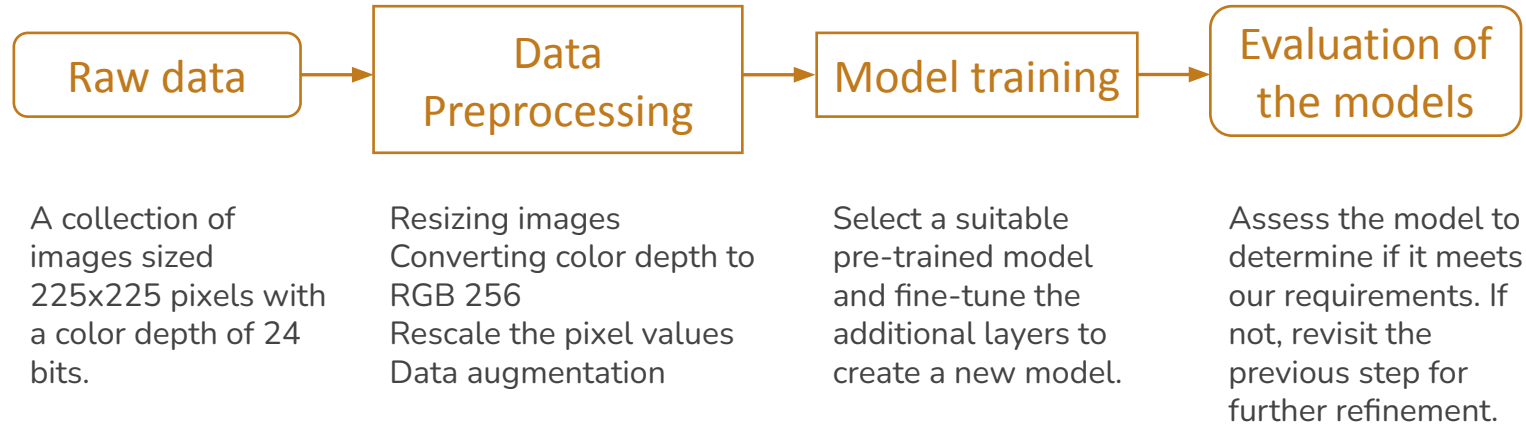 Raw data
Data
Preprocessing
Model training
Evaluation of
the models
A collection of
images sized
225x225 pixels with
a color depth of 24
bits.
Resizing images
Converting color depth to
RGB 256
Rescale the pixel values
Data augmentation
Select a suitable
pre-trained model
and fine-tune the
additional layers to
create a new model.
Assess the model to
determine if it meets
our requirements. If
not, revisit the
previous step for
further refinement.